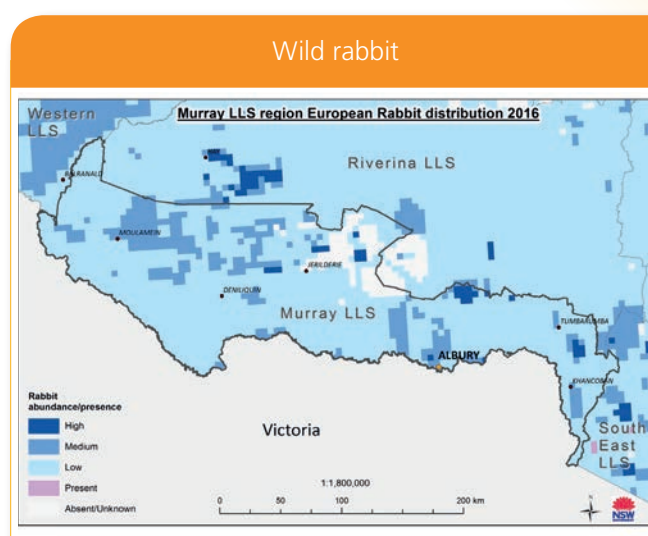 Wild rabbit
Murray LLS region European Rabbit distribution 2016
Western
LLS
Riverina LLS
BALRANALD
HAY
MOULAMEIN
JERILDERIE
DENILIQUIN
Murray LLS
TUMBARUMBA
ALBURY
KHANCOBAN
South
East
LLS
Victoria
Rabbit
abundance/presence
High
Medium
Low
Present
Absent/Unknown
1:1,800,000
0 50 100 200 km
NSW